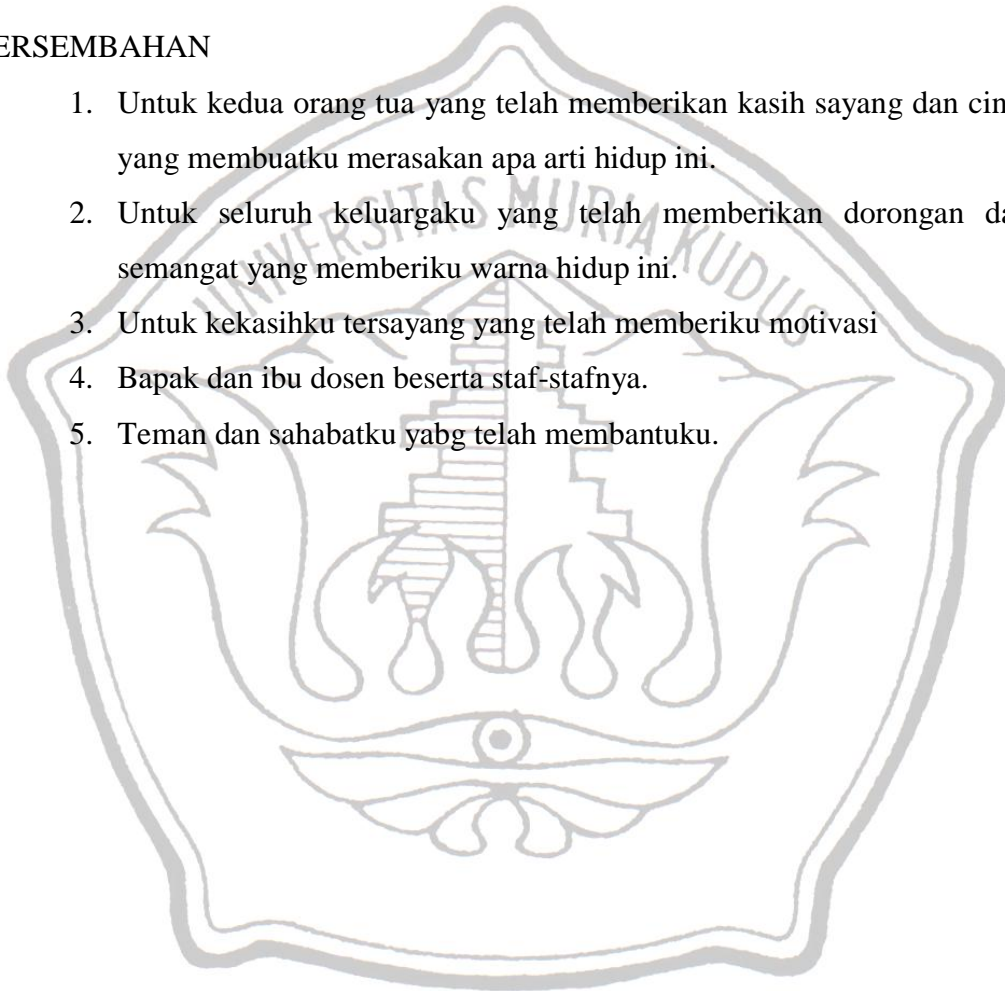 ERSEMBAHAN
1. Untuk kedua orang tua yang telah memberikan kasih sayang dan cin
yang membuatku merasakan apa arti hidup ini.
2. Untuk seluruh keluargaku yang telah memberikan dorongan da
semangat yang memberiku warna hidup ini.
3. Untuk kekasihku tersayang yang telah memberiku motivasi
4. Bapak dan ibu dosen beserta staf-stafnya.
5. Teman dan sahabatku yabg telah membantuku.
UNIVERSITAS MURIA KUDUS